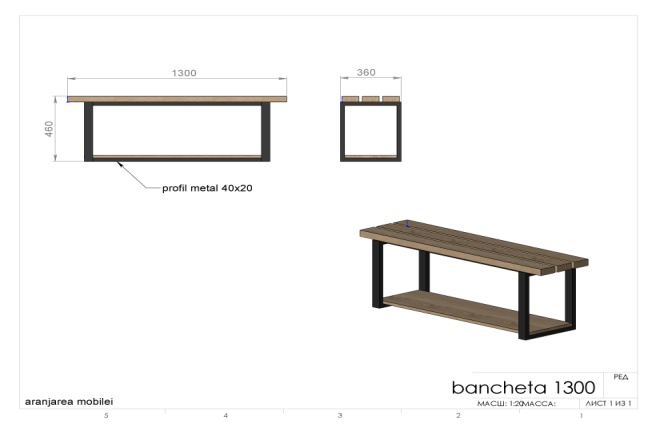 1300
360
460
profil metal 40x20
bancheta 1300
РЕД
aranjarea mobilei
МАСШ: 1:20 МАССА:
ЛИСТ 1 ИЗ 1
5 4 3 2 1